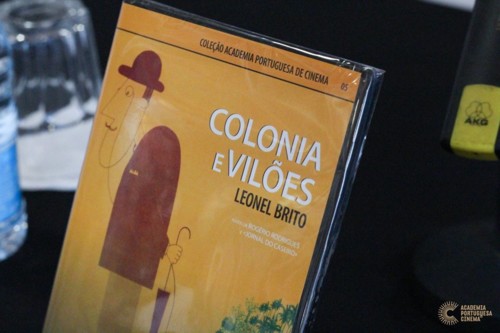 COLEÇÃO ACADEMIA PORTUGUESA DE CINEMA 05
COLONIA
E VILÕES
LEONEL BRITO
AKG
ACADEMIA
PORTUGUESA
CINEMA